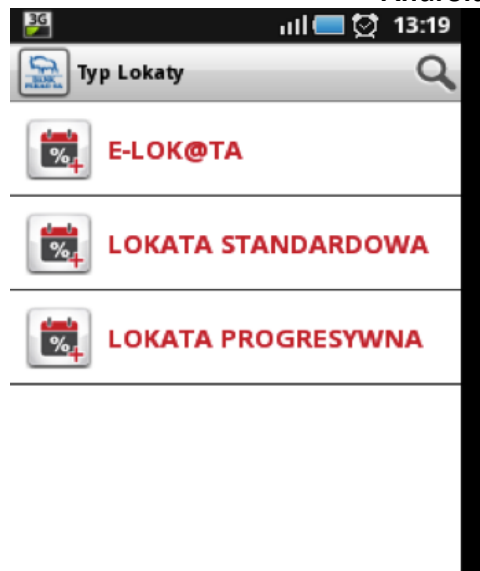 3G
13:19
Typ Lokaty
% E-LOK@TA
% LOKATA STANDARDOWA
% LOKATA PROGRESYWNA